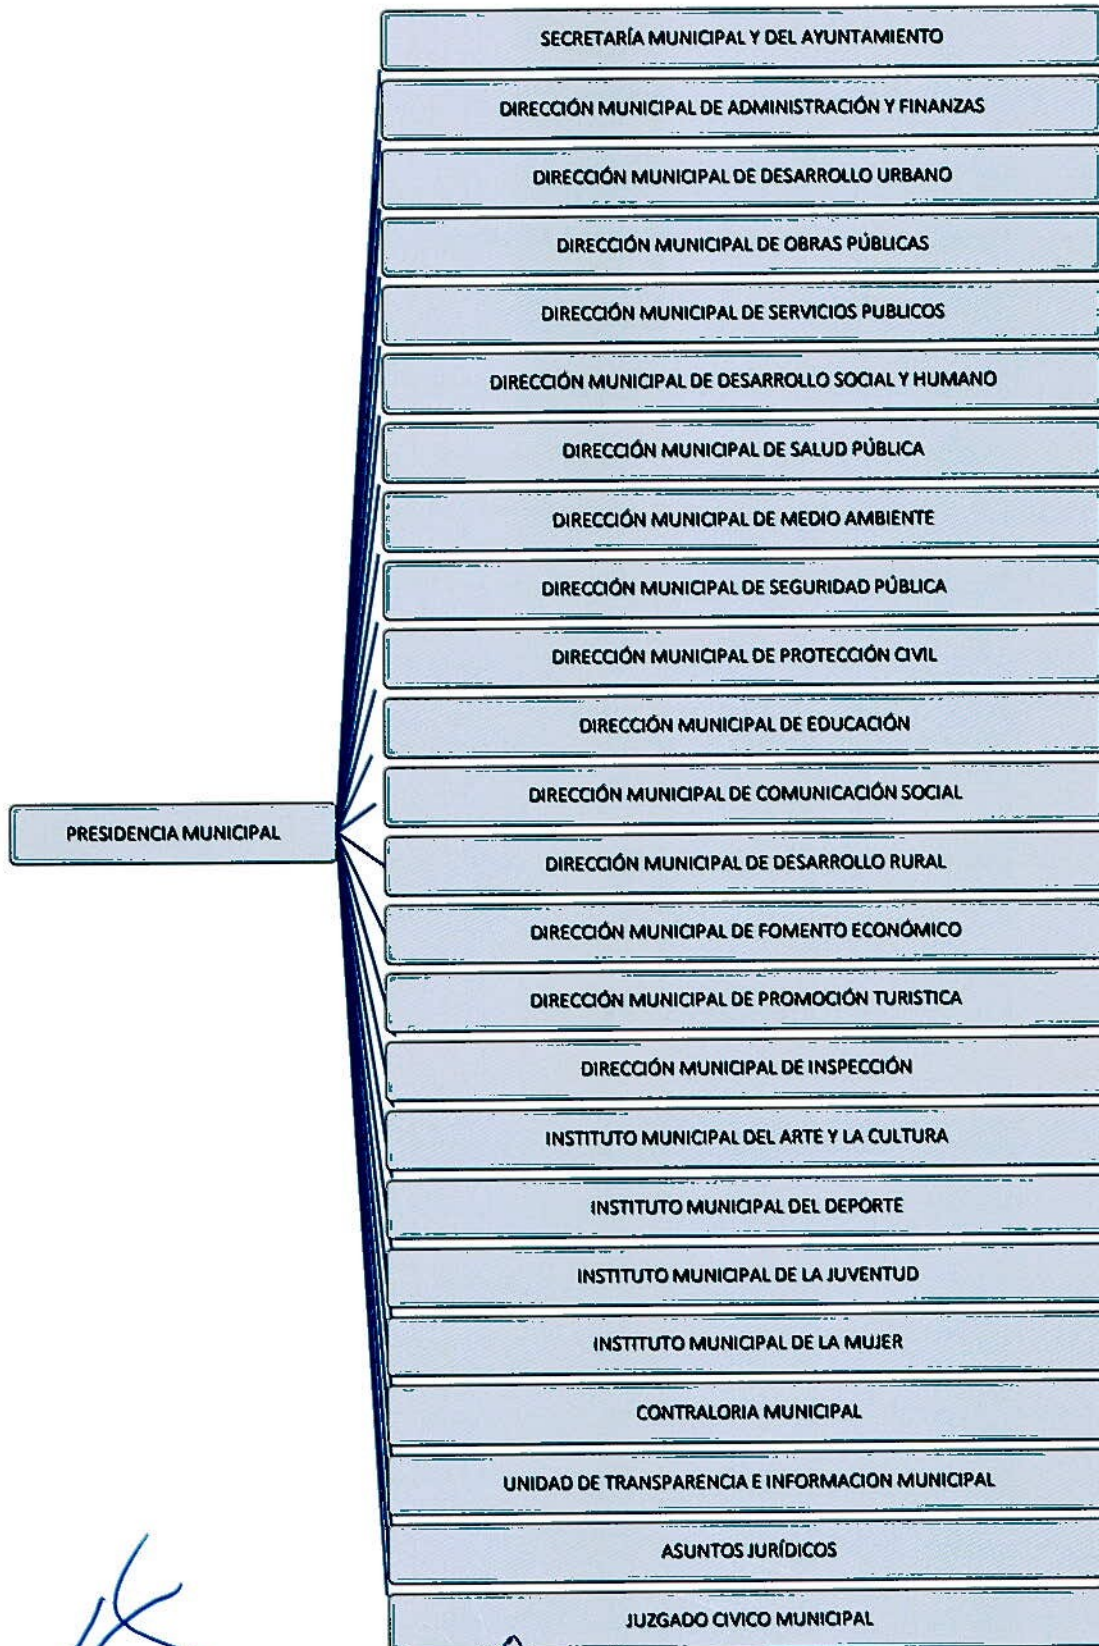 SECRETARÍA MUNICIPAL Y DEL AYUNTAMIENTO
DIRECCIÓN MUNICIPAL DE ADMINISTRACIÓN Y FINANZAS
DIRECCIÓN MUNICIPAL DE DESARROLLO URBANO
DIRECCIÓN MUNICIPAL DE OBRAS PÚBLICAS
DIRECCIÓN MUNICIPAL DE SERVICIOS PUBLICOS
DIRECCIÓN MUNICIPAL DE DESARROLLO SOCIAL Y HUMANO
DIRECCIÓN MUNICIPAL DE SALUD PÚBLICA
DIRECCIÓN MUNICIPAL DE MEDIO AMBIENTE
DIRECCIÓN MUNICIPAL DE SEGURIDAD PÚBLICA
DIRECCIÓN MUNICIPAL DE PROTECCIÓN CIVIL
DIRECCIÓN MUNICIPAL DE EDUCACIÓN
DIRECCIÓN MUNICIPAL DE COMUNICACIÓN SOCIAL
PRESIDENCIA MUNICIPAL
DIRECCIÓN MUNICIPAL DE DESARROLLO RURAL
DIRECCIÓN MUNICIPAL DE FOMENTO ECONÓMICO
DIRECCIÓN MUNICIPAL DE PROMOCIÓN TURISTICA
DIRECCIÓN MUNICIPAL DE INSPECCIÓN
INSTITUTO MUNICIPAL DEL ARTE Y LA CULTURA
INSTITUTO MUNICIPAL DEL DEPORTE
INSTITUTO MUNICIPAL DE LA JUVENTUD
INSTITUTO MUNICIPAL DE LA MUJER
CONTRALORIA MUNICIPAL
UNIDAD DE TRANSPARENCIA E INFORMACION MUNICIPAL
ASUNTOS JURÍDICOS
JUZGADO CIVICO MUNICIPAL